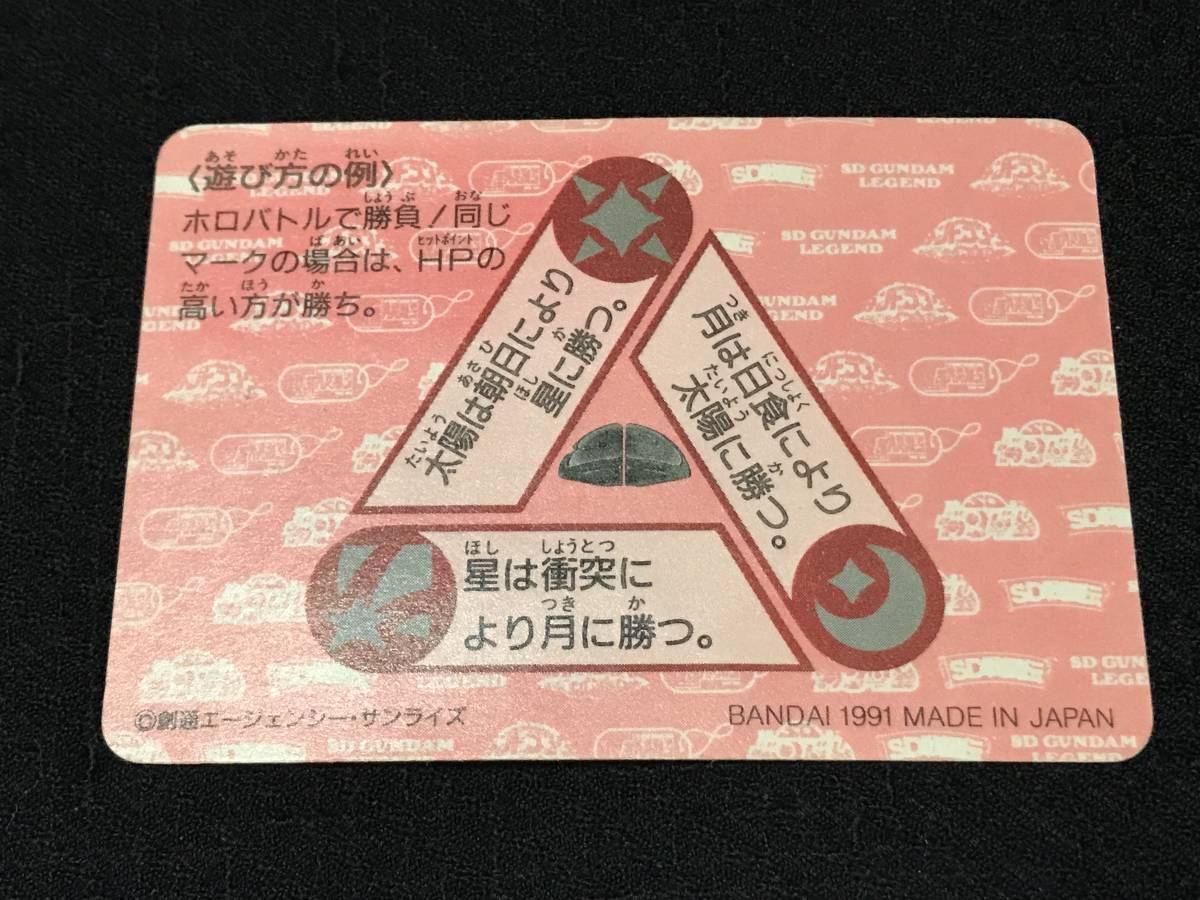 〈遊び方の例〉
ホロバトルで勝負！同じ
マークの場合は、HPの
高い方が勝ち。
太陽は朝日により
星に勝つ。
月は日食により
太陽に勝つ。
星は衝突に
より月に勝つ。
©創通エージェンシー・サンライズ
BANDAI 1991 MADE IN JAPAN
SD GUNDAM
LEGEND
SD GUNDAM
LEGEND